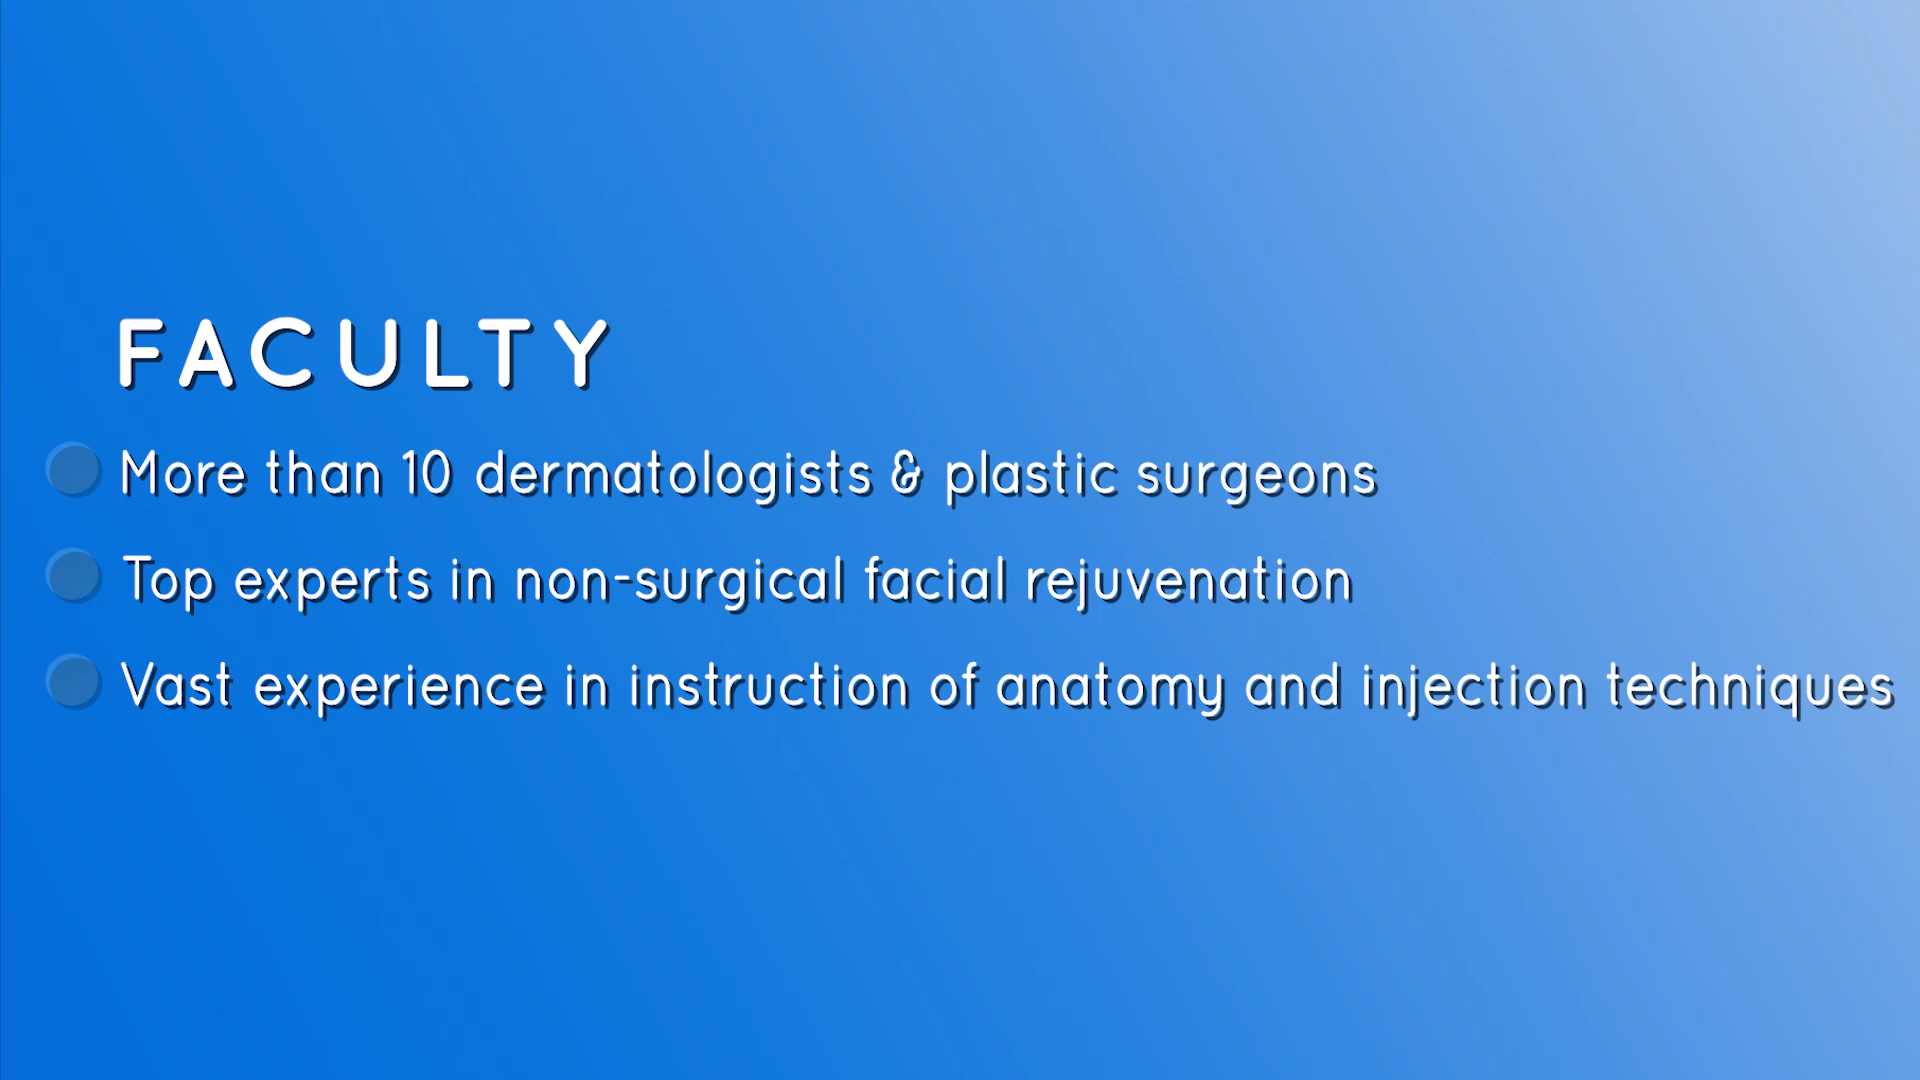 FACULTY
More than 10 dermatologists & plastic surgeons
Top experts in non-surgical facial rejuvenation
Vast experience in instruction of anatomy and injection techniques